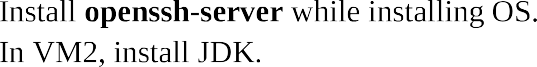 Install openssh-server while installing OS.
In VM2, install JDK.